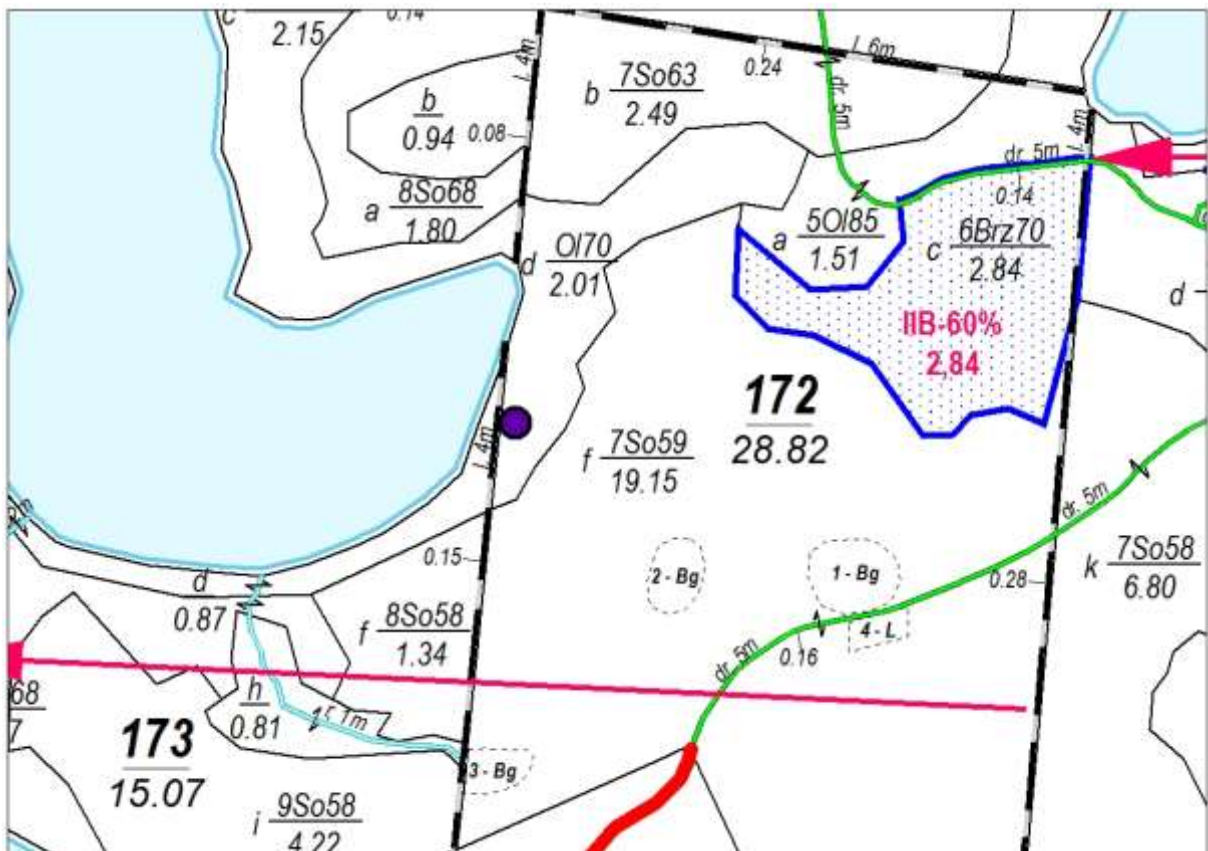 c
2.15
0.14
l. 4m
b
0.94
0.08
b 7So63
2.49
0.24
l. 6m
dr. 5m
l. 4m
a 8So68
1.80
d Ol70
2.01
a 5Ol85
1.51
dr. 5m
0.14
c 6Brz70
2.84
IIB-60%
2,84
d
172
28.82
l. 4m
f 7So59
19.15
dr. 5m
0.15
2 - Bg
1 - Bg
4 - L
0.28
k 7So58
6.80
d
0.87
f 8So58
1.34
dr. 5m
0.16
68
7
h
0.81
r. 1m
173
15.07
3 - Bg
i 9So58
4.22